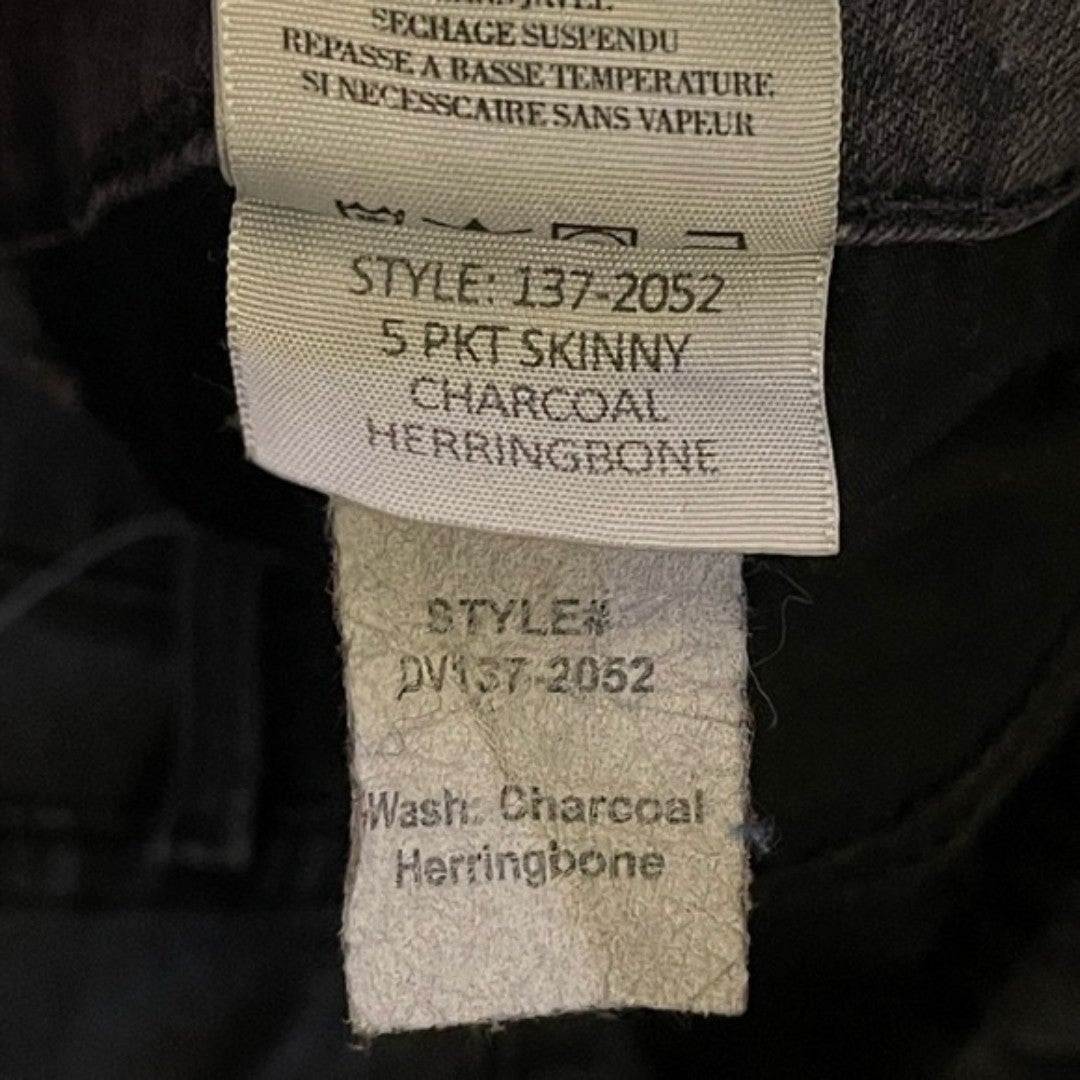 SECHAGE SUSPENDU
REPASSE A BASSE TEMPERATURE,
SI NECESSCAIRE SANS VAPEUR
STYLE: 137-2052
5 PKT SKINNY
CHARCOAL
HERRINGBONE
STYLE#
DV137-2052
Wash: Charcoal
Herringbone